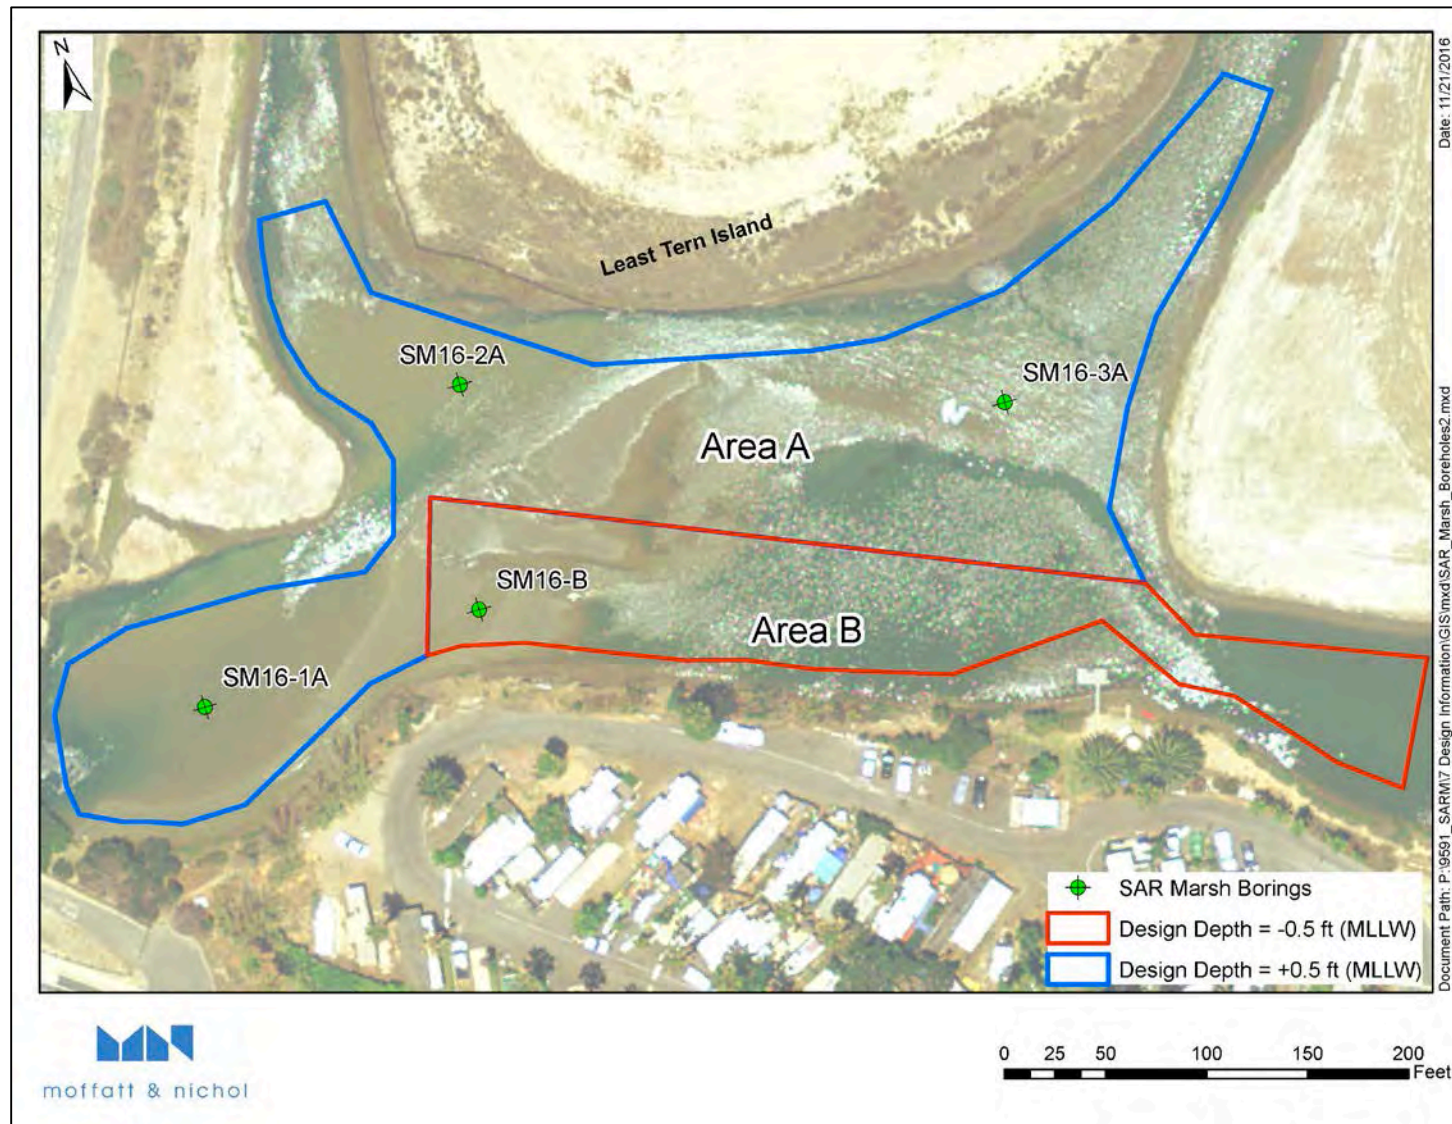 N
Least Tern Island
SM16-2A
SM16-3A
Area A
SM16-B
Area B
SM16-1A
SAR Marsh Borings
Design Depth = -0.5 ft (MLLW)
Design Depth = +0.5 ft (MLLW)
moffatt & nichol
0 25 50 100 150 200
Feet
Date: 11/21/2016
Document Path: P:\9591_SARM\7 Design Information\GIS\mxd\SAR_Marsh_Boreholes2.mxd